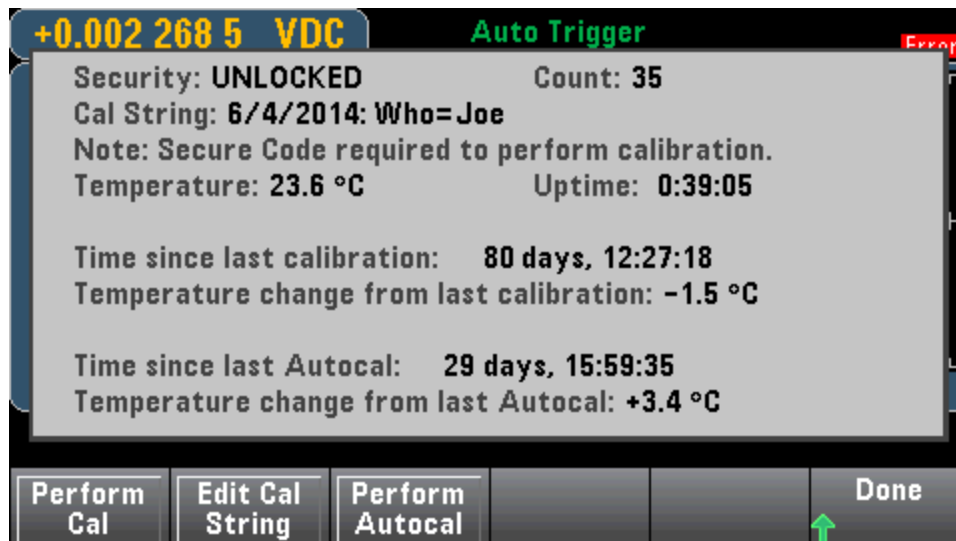 +0.002 268 5 VDC Auto Trigger
Error
Security: UNLOCKED Count: 35
Cal String: 6/4/2014: Who=Joe
Note: Secure Code required to perform calibration.
Temperature: 23.6 °C Uptime: 0:39:05
Time since last calibration: 80 days, 12:27:18
Temperature change from last calibration: -1.5 °C
Time since last Autocal: 29 days, 15:59:35
Temperature change from last Autocal: +3.4 °C
Perform Cal
Edit Cal String
Perform Autocal
Done